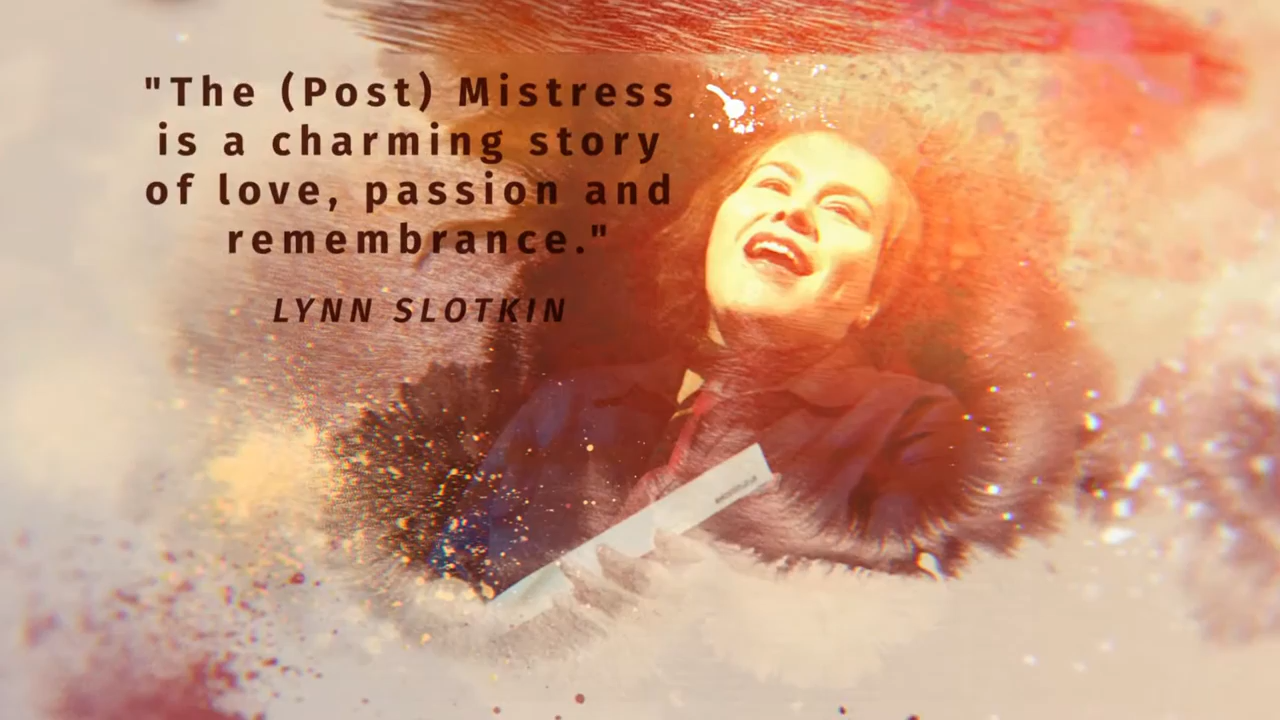 "The (Post) Mistress
is a charming story
of love, passion and
remembrance."
LYNN SLOTKIN